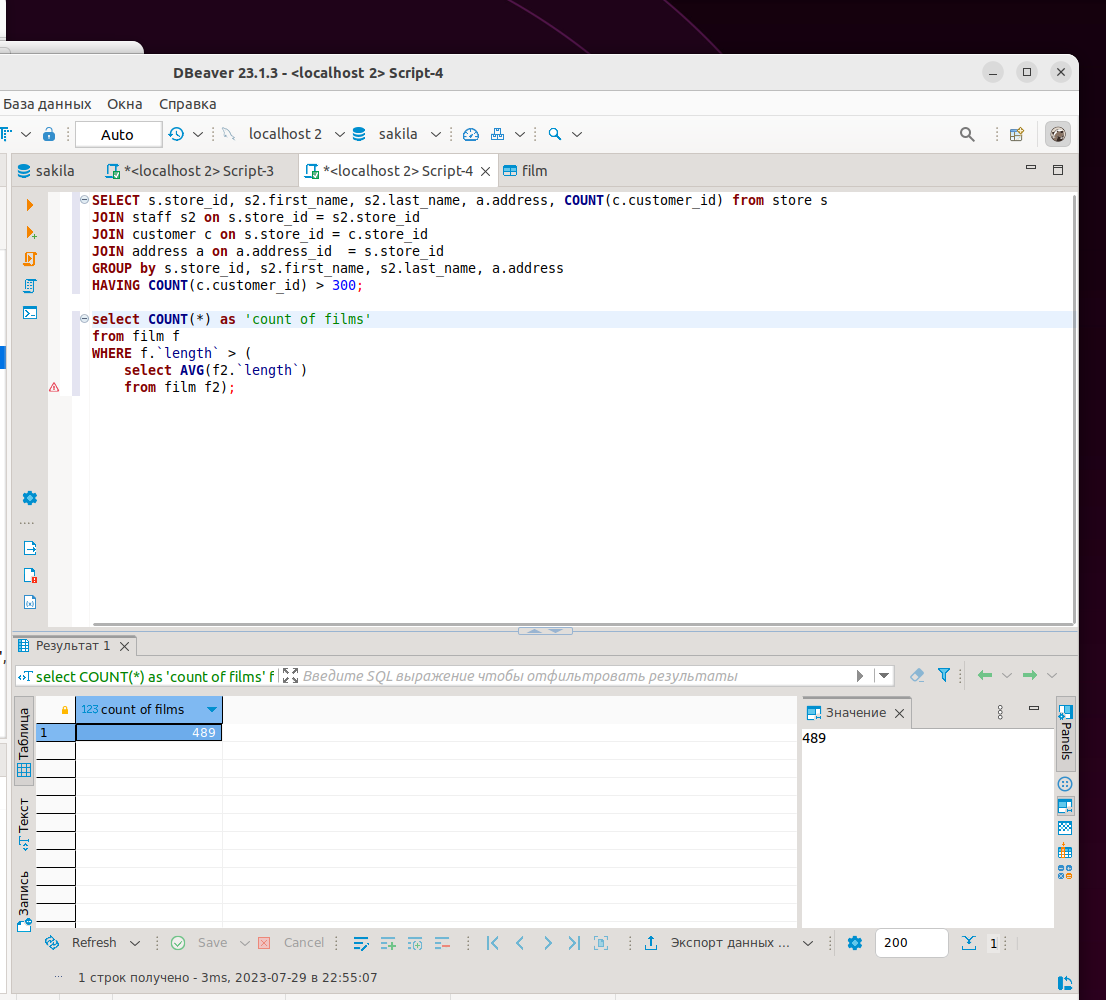 DBeaver 23.1.3 - <localhost 2> Script-4
База данных Окна Справка
Auto localhost 2 sakila
sakila *<localhost 2> Script-3 *<localhost 2> Script-4 film
SELECT s.store_id, s2.first_name, s2.last_name, a.address, COUNT(c.customer_id) from store s
JOIN staff s2 on s.store_id = s2.store_id
JOIN customer c on s.store_id = c.store_id
JOIN address a on a.address_id  = s.store_id
GROUP by s.store_id, s2.first_name, s2.last_name, a.address
HAVING COUNT(c.customer_id) > 300;
select COUNT(*) as 'count of films'
from film f
WHERE f.`length` > (
    select AVG(f2.`length`)
    from film f2);
Результат 1
select COUNT(*) as 'count of films' f Введите SQL выражение чтобы отфильтровать результаты
Таблица
Текст
Запись
123 count of films
1 489
Значение
489
Panels
Refresh Save Cancel Экспорт данных ... 200 1
1 строк получено - 3ms, 2023-07-29 в 22:55:07